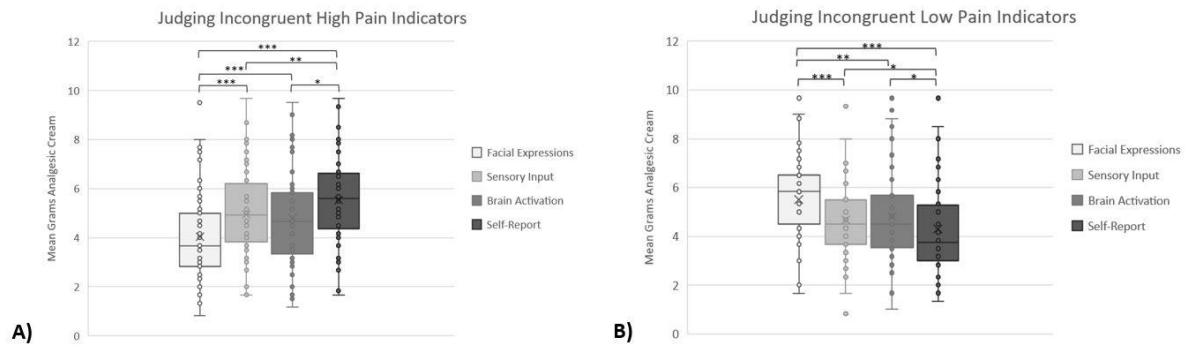 Judging Incongruent High Pain Indicators
12
10
8
6
4
2
0
Mean Grams Analgesic Cream
***
**
***
***
*
Facial Expressions
Sensory Input
Brain Activation
Self-Report
A)
Judging Incongruent Low Pain Indicators
12
10
8
6
4
2
0
Mean Grams Analgesic Cream
***
**
*
***
*
Facial Expressions
Sensory Input
Brain Activation
Self-Report
B)